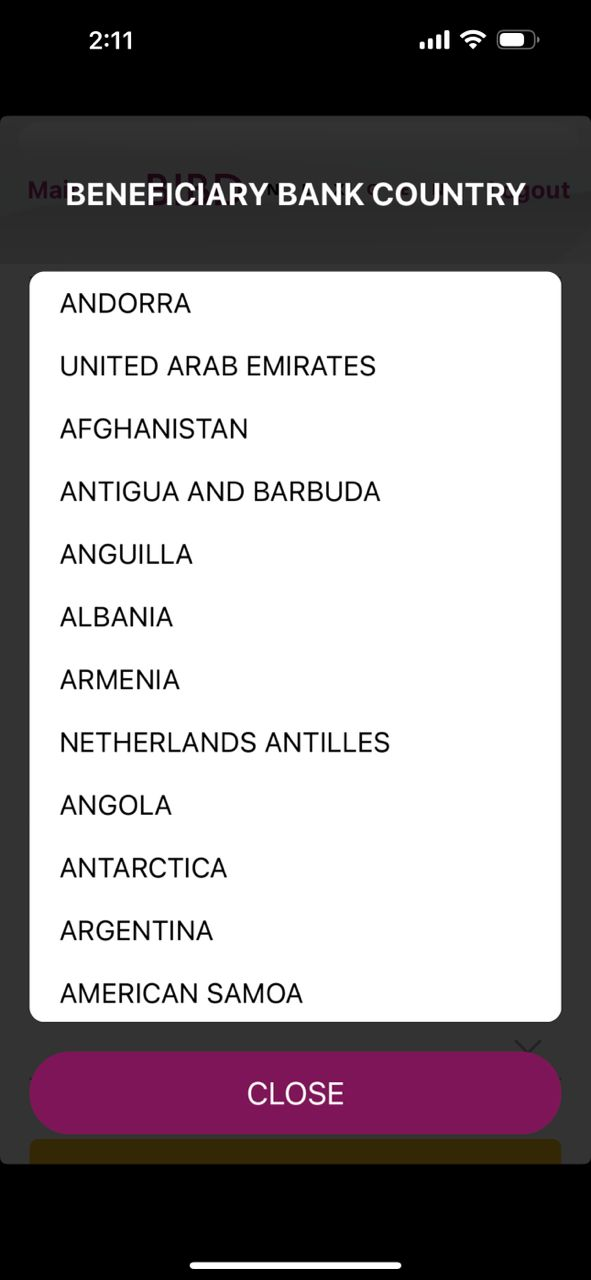 2:11
BENEFICIARY BANK COUNTRY
ANDORRA
UNITED ARAB EMIRATES
AFGHANISTAN
ANTIGUA AND BARBUDA
ANGUILLA
ALBANIA
ARMENIA
NETHERLANDS ANTILLES
ANGOLA
ANTARCTICA
ARGENTINA
AMERICAN SAMOA
CLOSE